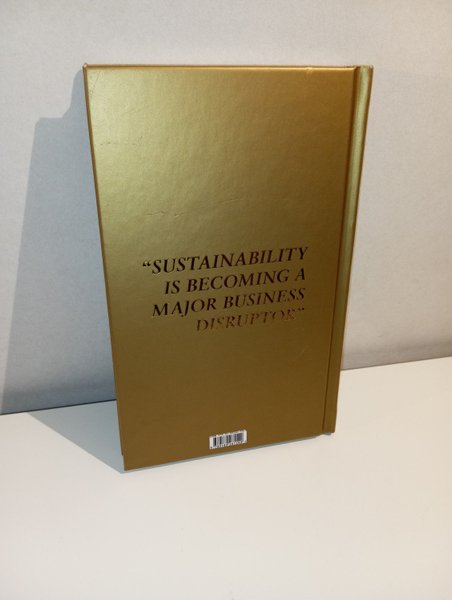 “SUSTAINABILITY
IS BECOMING A
MAJOR BUSINESS
DISRUPTOR”